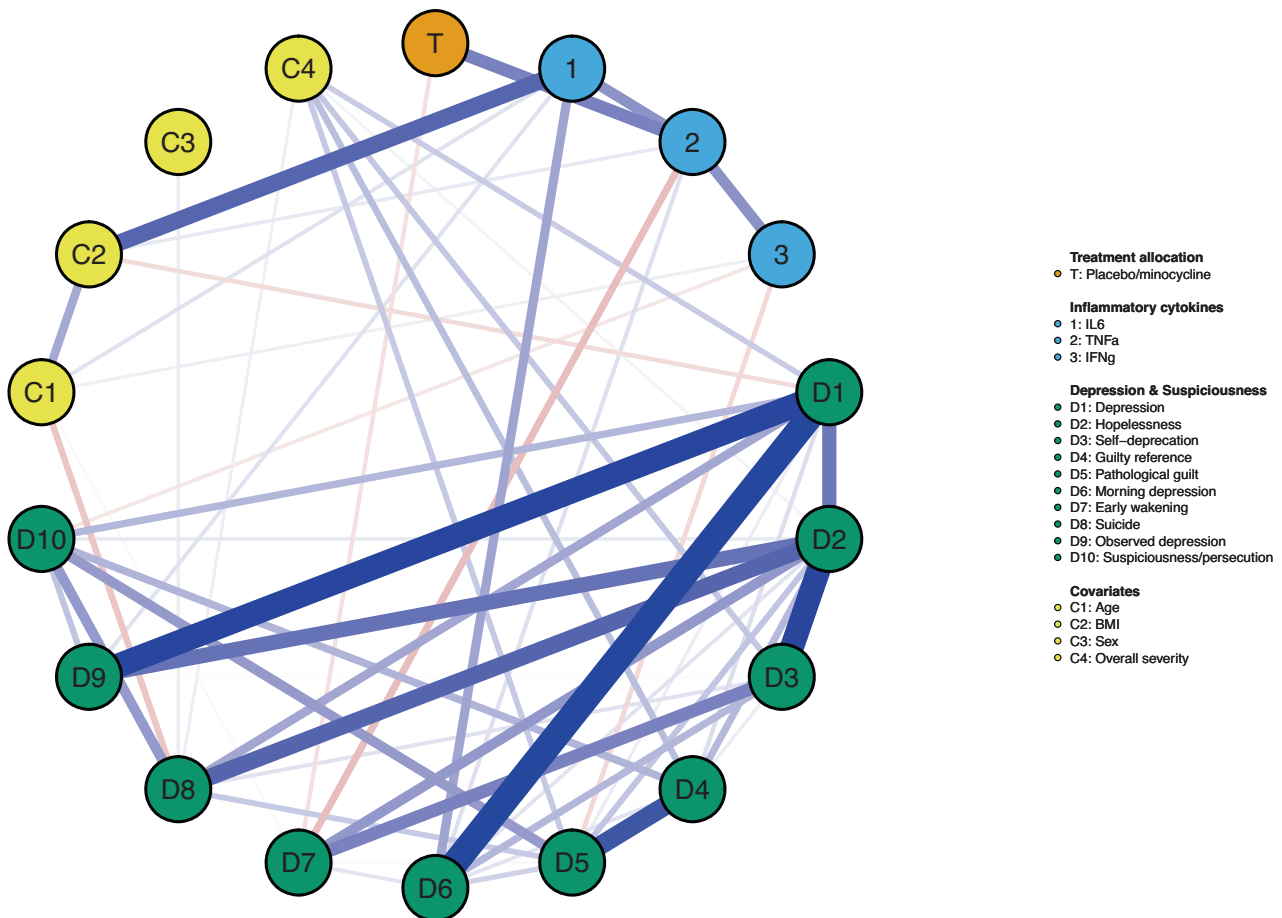 T
C4
1
C3
2
C2
3
C1
D1
D10
D2
D9
D3
D8
D4
D7
D5
D6
Treatment allocation
T: Placebo/minocycline
Inflammatory cytokines
1: IL6
2: TNFa
3: IFNg
Depression & Suspiciousness
D1: Depression
D2: Hopelessness
D3: Self−deprecation
D4: Guilty reference
D5: Pathological guilt
D6: Morning depression
D7: Early wakening
D8: Suicide
D9: Observed depression
D10: Suspiciousness/persecution
Covariates
C1: Age
C2: BMI
C3: Sex
C4: Overall severity